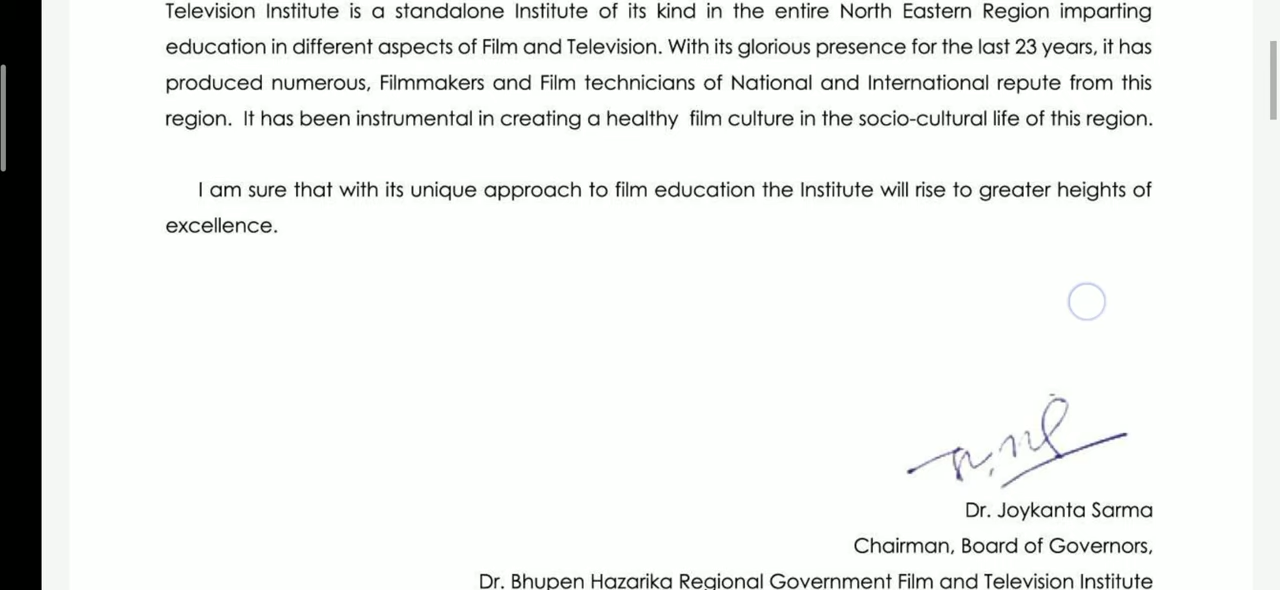 Television Institute is a standalone Institute of its kind in the entire North Eastern Region imparting
education in different aspects of Film and Television. With its glorious presence for the last 23 years, it has
produced numerous, Filmmakers and Film technicians of National and International repute from this
region. It has been instrumental in creating a healthy film culture in the socio-cultural life of this region.
I am sure that with its unique approach to film education the Institute will rise to greater heights of
excellence.
Dr. Joykanta Sarma
Chairman, Board of Governors,
Dr. Bhupen Hazarika Regional Government Film and Television Institute